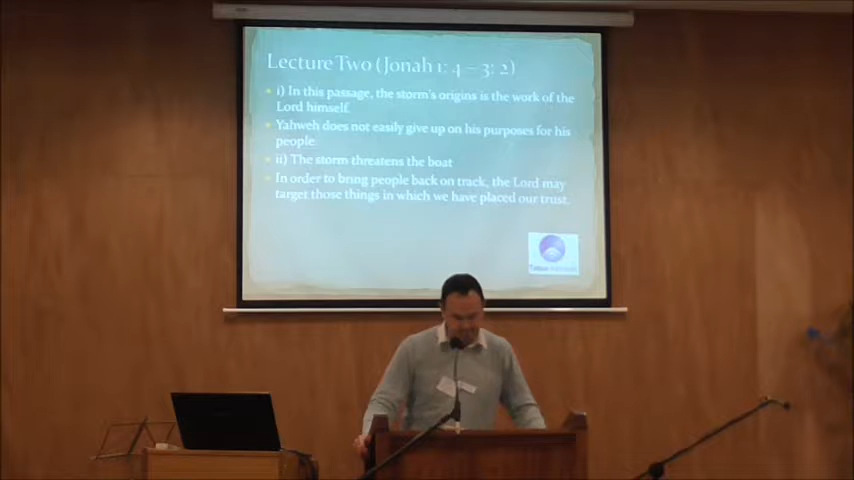 Lecture Two (Jonah 1: 4 – 3: 2)
i) In this passage, the storm's origins is the work of the
Lord himself.
Yahweh does not easily give up on his purposes for his
people
ii) The storm threatens the boat
In order to bring people back on track, the Lord may
target those things in which we have placed our trust.